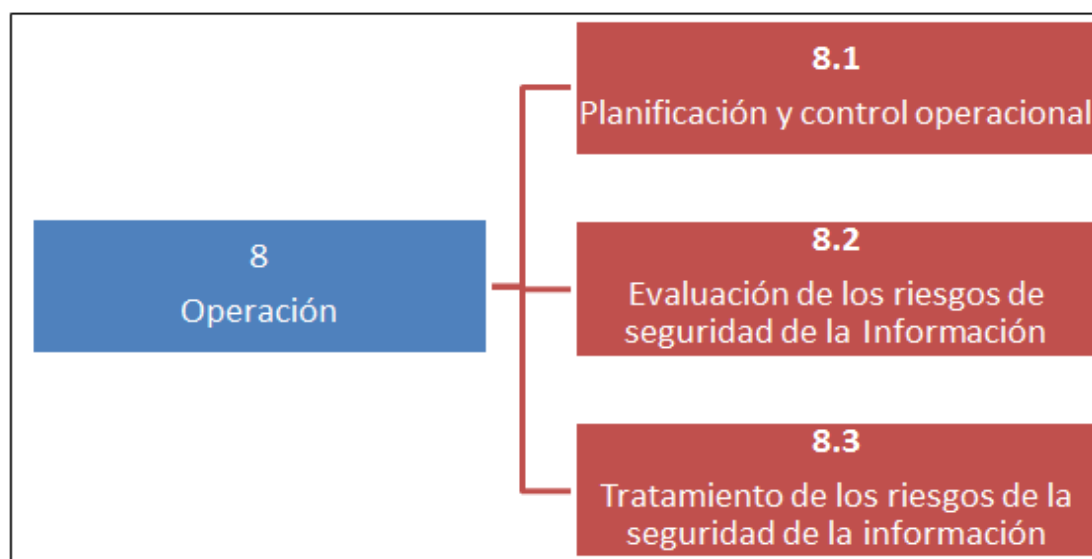 8
Operación
8.1
Planificación y control operacional
8.2
Evaluación de los riesgos de
seguridad de la Información
8.3
Tratamiento de los riesgos de la
seguridad de la información